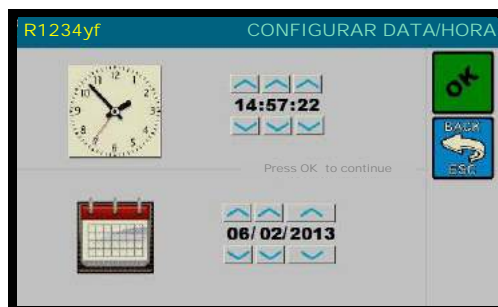 R1234yf CONFIGURAR DATA/HORA
14:57:22
OK
BACK
ESC
Press OK to continue
06/02/2013